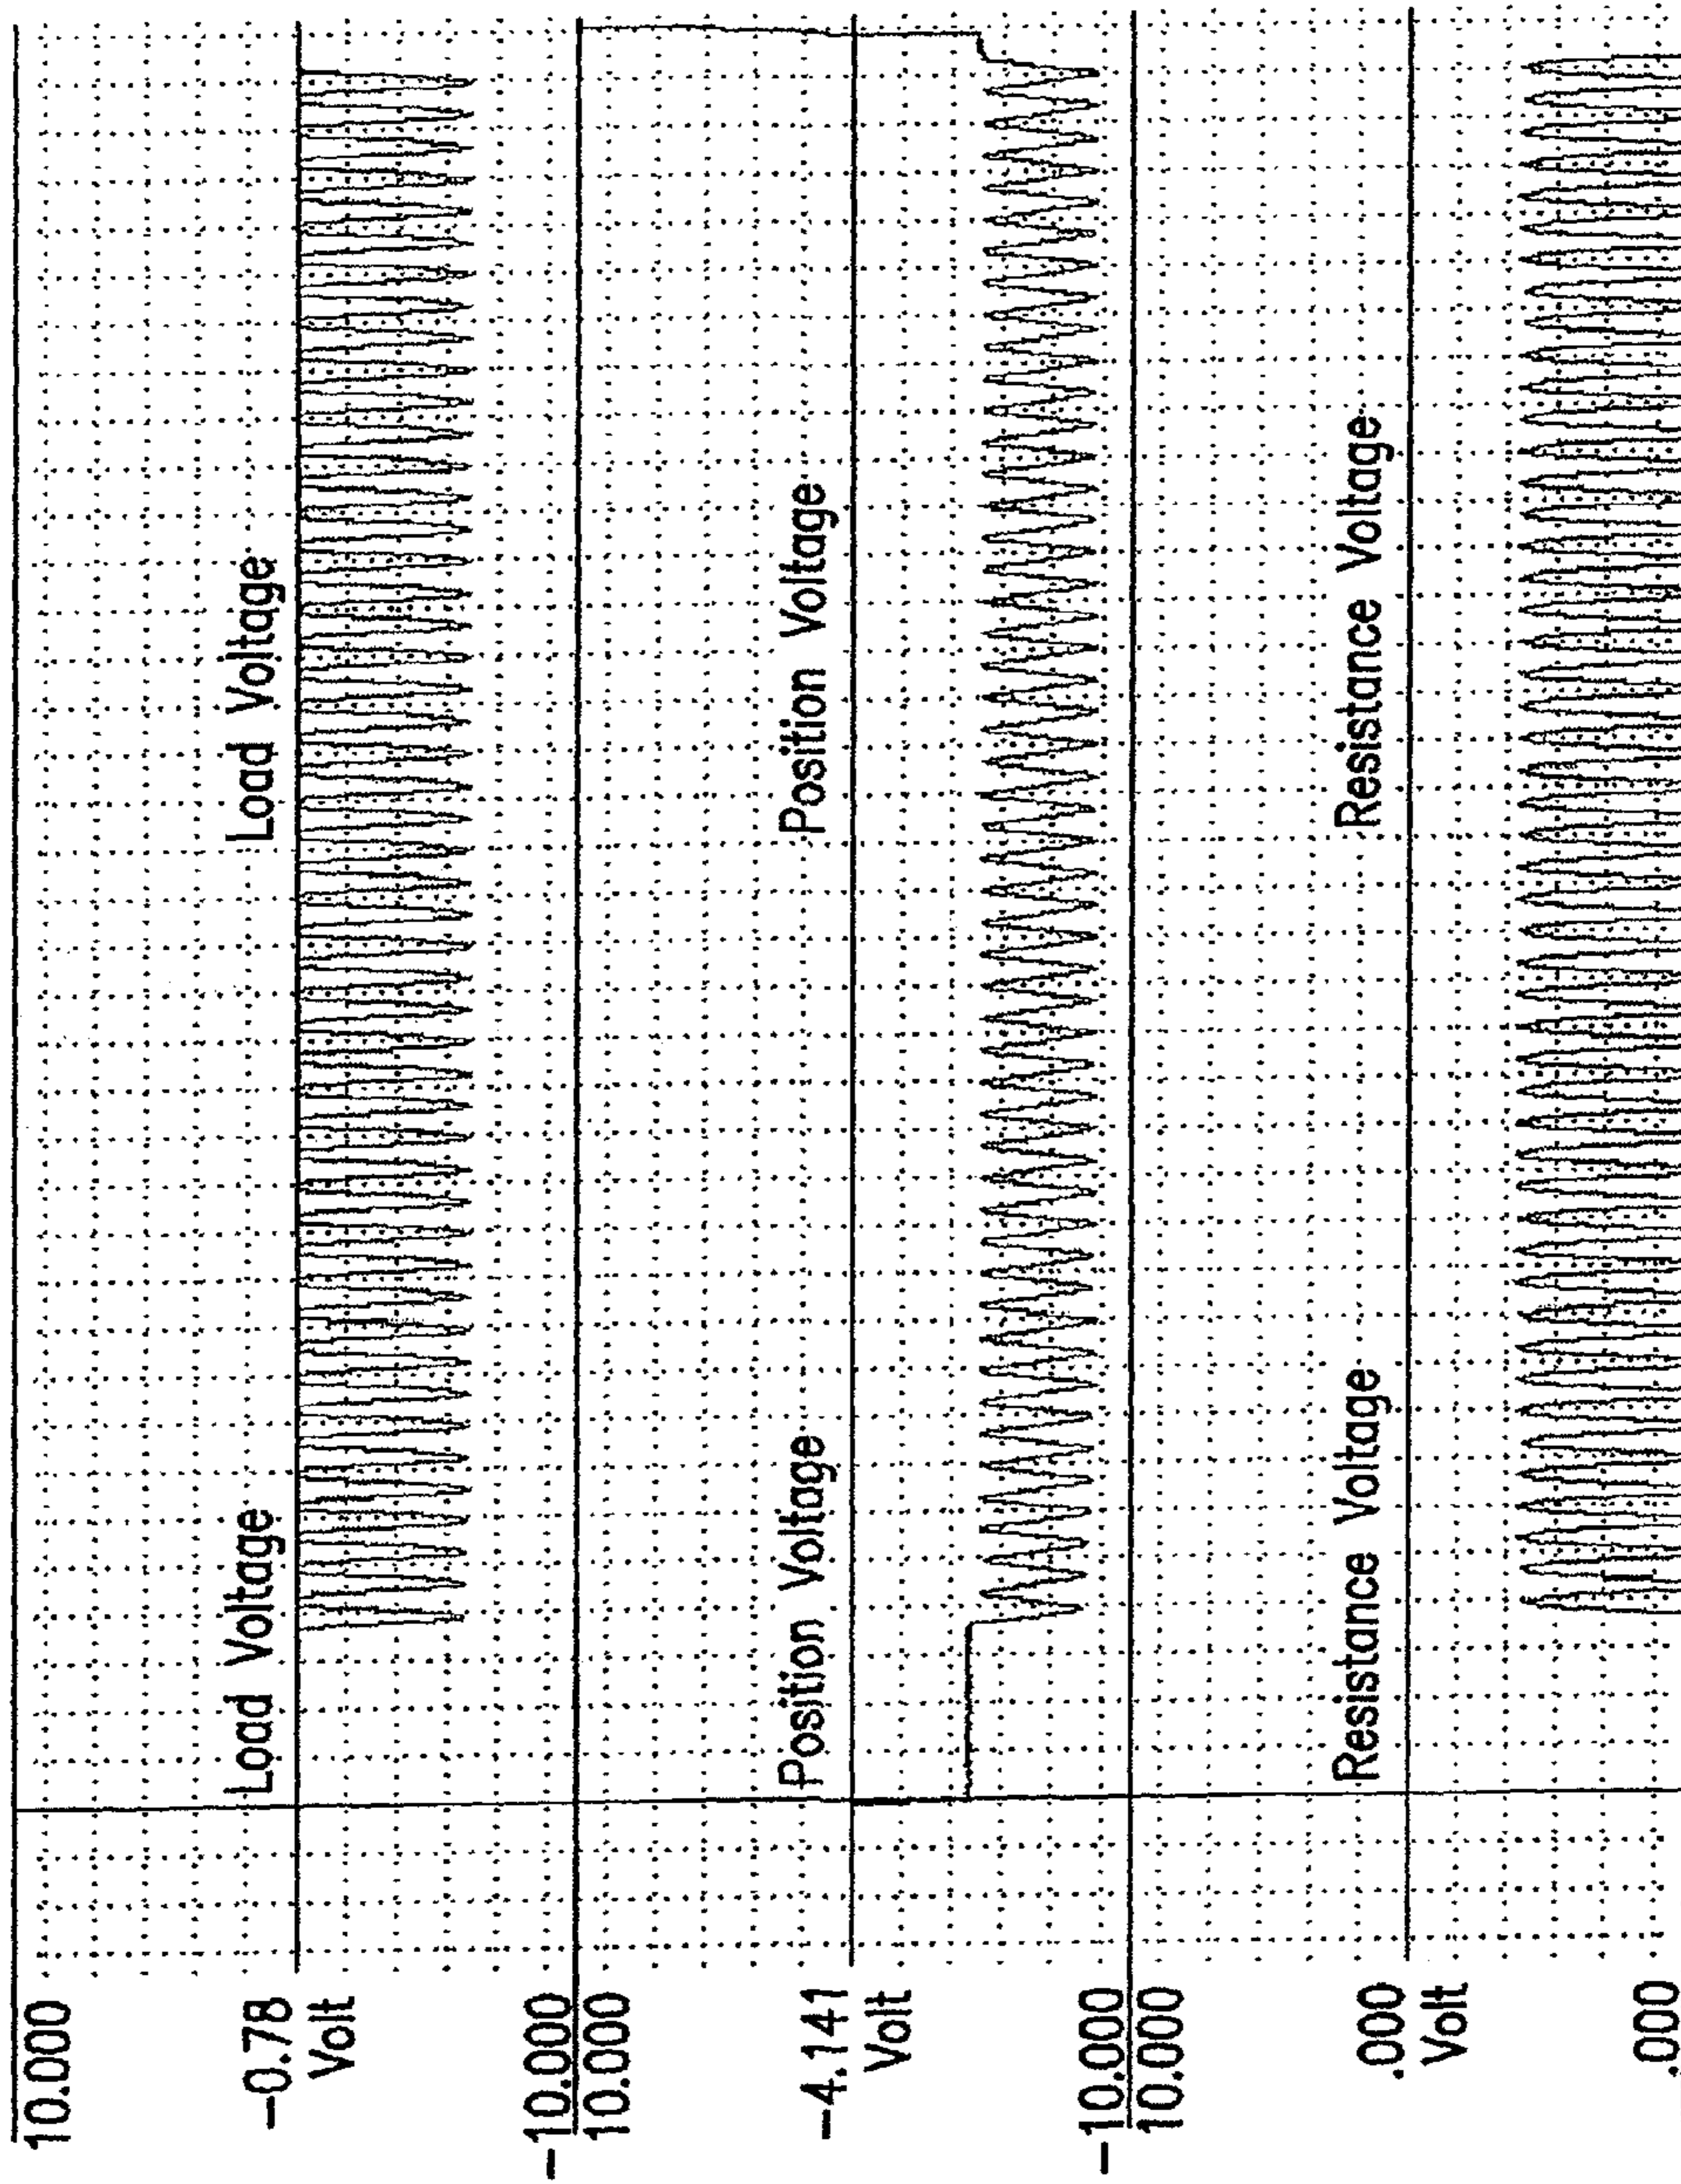 10.000
-0.78 Load Voltage Load Voltage
Volt
-10.000
10.000
-4.141 Position Voltage Position Voltage
Volt
-10.000
10.000
.000 Resistance Voltage Resistance Voltage
Volt
.000